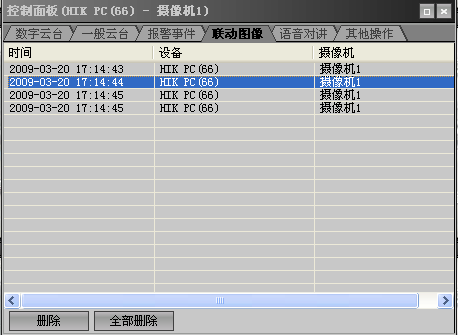 控制面板(HIK PC(66) - 摄像机1)
数字云台 一般云台 报警事件 联动图像 语音对讲 其他操作
时间 设备 摄像机
2009-03-20 17:14:43 HIK PC(66) 摄像机1
2009-03-20 17:14:44 HIK PC(66) 摄像机1
2009-03-20 17:14:45 HIK PC(66) 摄像机1
2009-03-20 17:14:45 HIK PC(66) 摄像机1
删除 全部删除